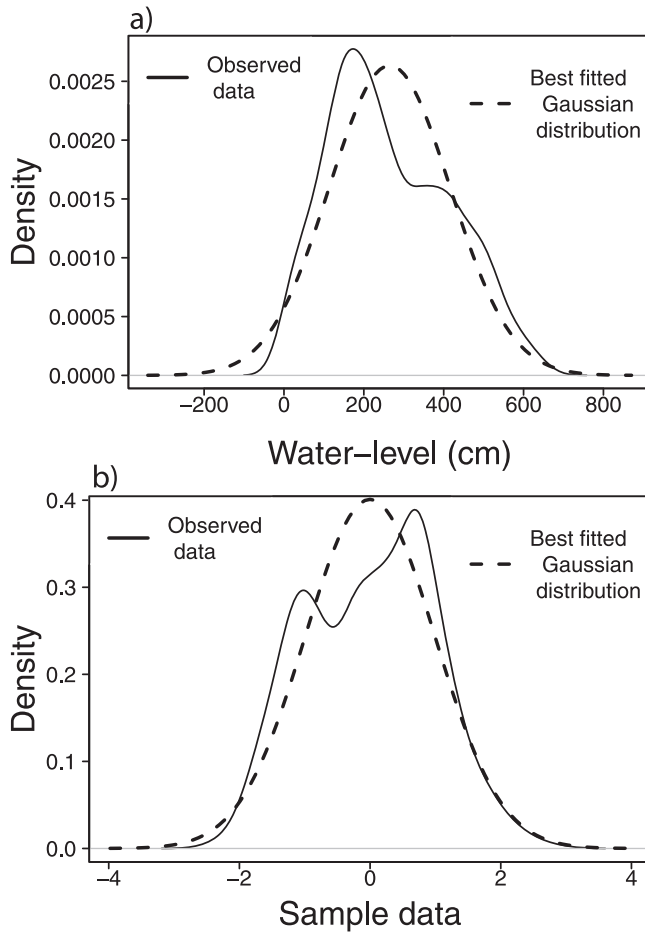 a)
Observed
data
Best fitted
Gaussian
distribution
Density
0.0025
0.0020
0.0015
0.0010
0.0005
0.0000
−200 0 200 400 600 800
Water−level (cm)
b)
Observed
data
Best fitted
Gaussian
distribution
Density
0.4
0.3
0.2
0.1
0.0
−4 −2 0 2 4
Sample data